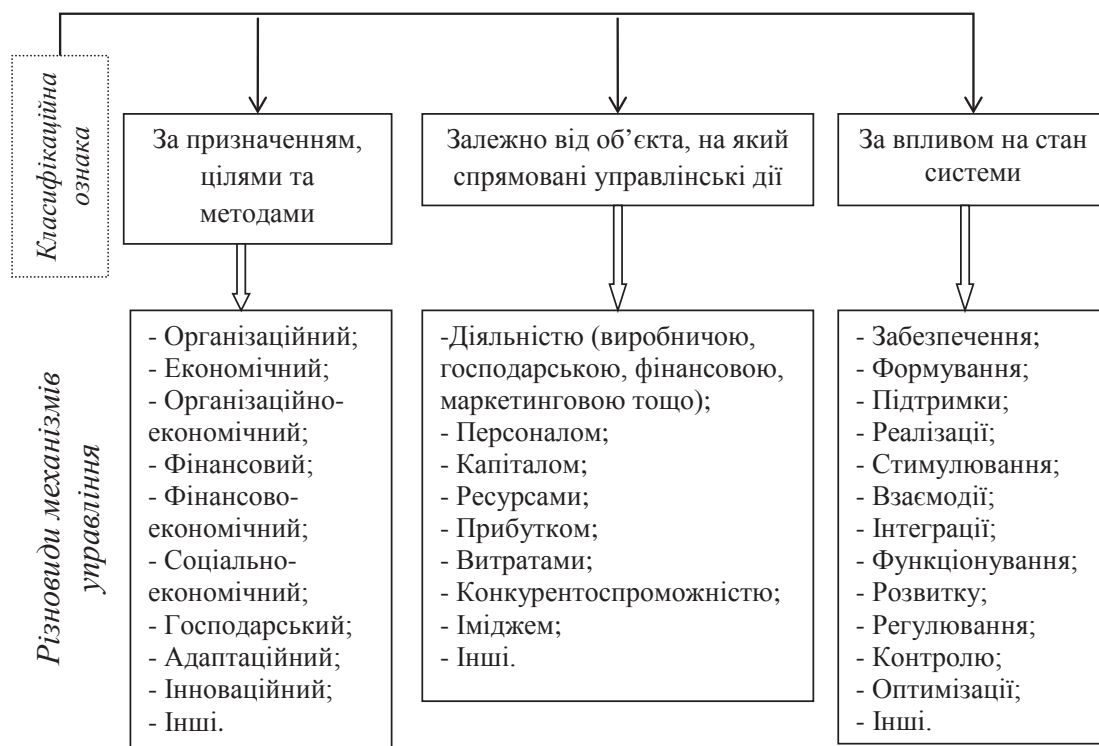 Класифікаційна
ознака
За призначенням,
цілями та
методами
Залежно від об’єкта, на який
спрямовані управлінські дії
За впливом на стан
системи
Різновиди механізмів
управління
- Організаційний;
- Економічний;
- Організаційно-
економічний;
- Фінансовий;
- Фінансово-
економічний;
- Соціально-
економічний;
- Господарський;
- Адаптаційний;
- Інноваційний;
- Інші.
-Діяльністю (виробничою,
господарською, фінансовою,
маркетинговою тощо);
- Персоналом;
- Капіталом;
- Ресурсами;
- Прибутком;
- Витратами;
- Конкурентоспроможністю;
- Іміджем;
- Інші.
- Забезпечення;
- Формування;
- Підтримки;
- Реалізації;
- Стимулювання;
- Взаємодії;
- Інтеграції;
- Функціонування;
- Розвитку;
- Регулювання;
- Контролю;
- Оптимізації;
- Інші.